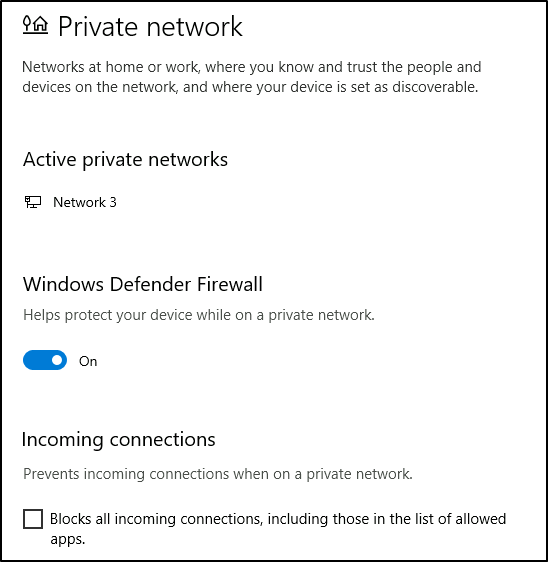 Private network
Networks at home or work, where you know and trust the people and
devices on the network, and where your device is set as discoverable.
Active private networks
Network 3
Windows Defender Firewall
Helps protect your device while on a private network.
On
Incoming connections
Prevents incoming connections when on a private network.
Blocks all incoming connections, including those in the list of allowed
apps.